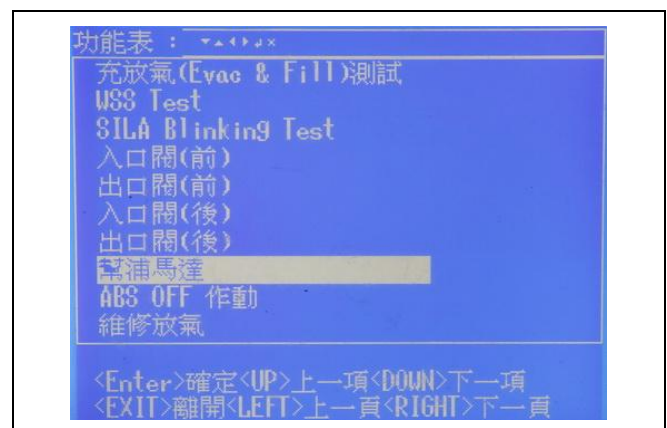 功能表： ▼▲◀▶↲×
充放氣(Evac & Fill)測試
WSS Test
SILA Blinking Test
入口閥(前)
出口閥(前)
入口閥(後)
出口閥(後)
幫浦馬達
ABS OFF 作動
維修放氣
<Enter>確定<UP>上一項<DOWN>下一項
<EXIT>離開<LEFT>上一頁<RIGHT>下一頁